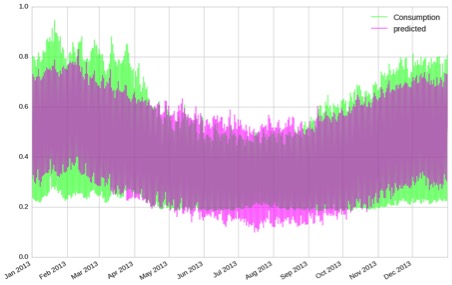 1.0
Consumption
predicted
0.8
0.6
0.4
0.2
0.0
Jan 2013
Feb 2013
Mar 2013
Apr 2013
May 2013
Jun 2013
Jul 2013
Aug 2013
Sep 2013
Oct 2013
Nov 2013
Dec 2013